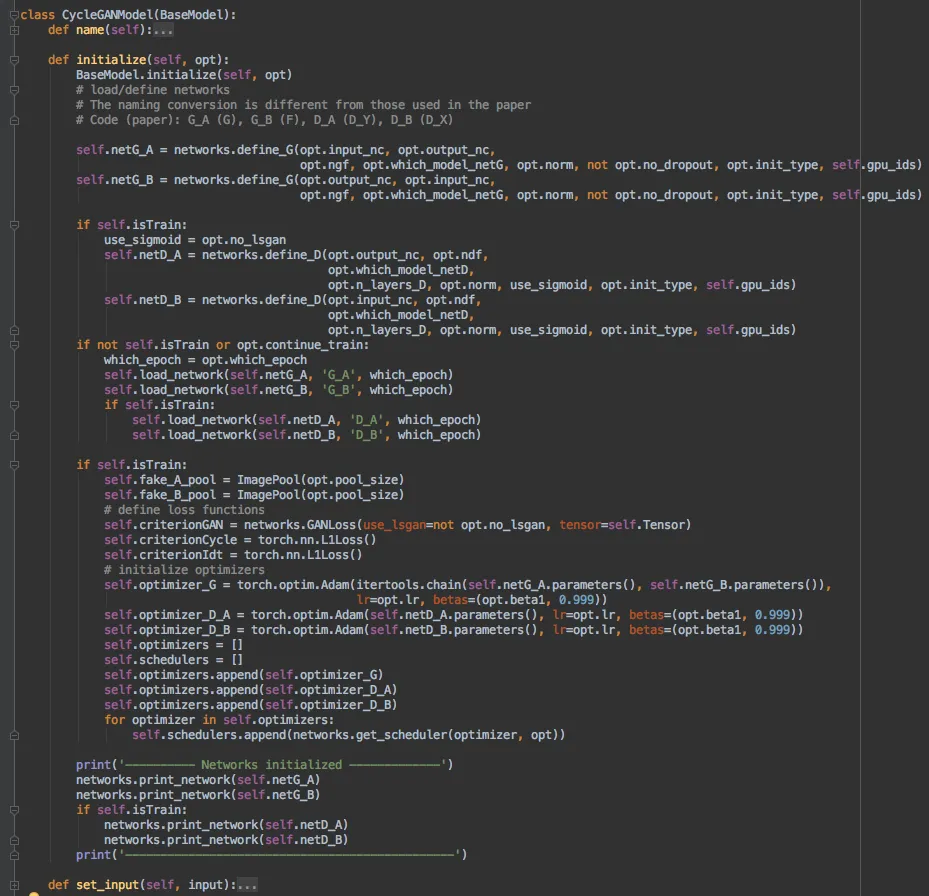 class CycleGANModel(BaseModel):
    def name(self):...

    def initialize(self, opt):
        BaseModel.initialize(self, opt)
        # load/define networks
        # The naming conversion is different from those used in the paper
        # Code (paper): G_A (G), G_B (F), D_A (D_Y), D_B (D_X)

        self.netG_A = networks.define_G(opt.input_nc, opt.output_nc,
                                        opt.ngf, opt.which_model_netG, opt.norm, not opt.no_dropout, opt.init_type, self.gpu_ids)
        self.netG_B = networks.define_G(opt.output_nc, opt.input_nc,
                                        opt.ngf, opt.which_model_netG, opt.norm, not opt.no_dropout, opt.init_type, self.gpu_ids)

        if self.isTrain:
            use_sigmoid = opt.no_lsgan
            self.netD_A = networks.define_D(opt.output_nc, opt.ndf,
                                            opt.which_model_netD,
                                            opt.n_layers_D, opt.norm, use_sigmoid, opt.init_type, self.gpu_ids)
            self.netD_B = networks.define_D(opt.input_nc, opt.ndf,
                                            opt.which_model_netD,
                                            opt.n_layers_D, opt.norm, use_sigmoid, opt.init_type, self.gpu_ids)
        if not self.isTrain or opt.continue_train:
            which_epoch = opt.which_epoch
            self.load_network(self.netG_A, 'G_A', which_epoch)
            self.load_network(self.netG_B, 'G_B', which_epoch)
            if self.isTrain:
                self.load_network(self.netD_A, 'D_A', which_epoch)
                self.load_network(self.netD_B, 'D_B', which_epoch)

        if self.isTrain:
            self.fake_A_pool = ImagePool(opt.pool_size)
            self.fake_B_pool = ImagePool(opt.pool_size)
            # define loss functions
            self.criterionGAN = networks.GANLoss(use_lsgan=not opt.no_lsgan, tensor=self.Tensor)
            self.criterionCycle = torch.nn.L1Loss()
            self.criterionIdt = torch.nn.L1Loss()
            # initialize optimizers
            self.optimizer_G = torch.optim.Adam(itertools.chain(self.netG_A.parameters(), self.netG_B.parameters()),
                                                lr=opt.lr, betas=(opt.beta1, 0.999))
            self.optimizer_D_A = torch.optim.Adam(self.netD_A.parameters(), lr=opt.lr, betas=(opt.beta1, 0.999))
            self.optimizer_D_B = torch.optim.Adam(self.netD_B.parameters(), lr=opt.lr, betas=(opt.beta1, 0.999))
            self.optimizers = []
            self.schedulers = []
            self.optimizers.append(self.optimizer_G)
            self.optimizers.append(self.optimizer_D_A)
            self.optimizers.append(self.optimizer_D_B)
            for optimizer in self.optimizers:
                self.schedulers.append(networks.get_scheduler(optimizer, opt))

        print('---------- Networks initialized -------------')
        networks.print_network(self.netG_A)
        networks.print_network(self.netG_B)
        if self.isTrain:
            networks.print_network(self.netD_A)
            networks.print_network(self.netD_B)
        print('-----------------------------------------------')

    def set_input(self, input):...